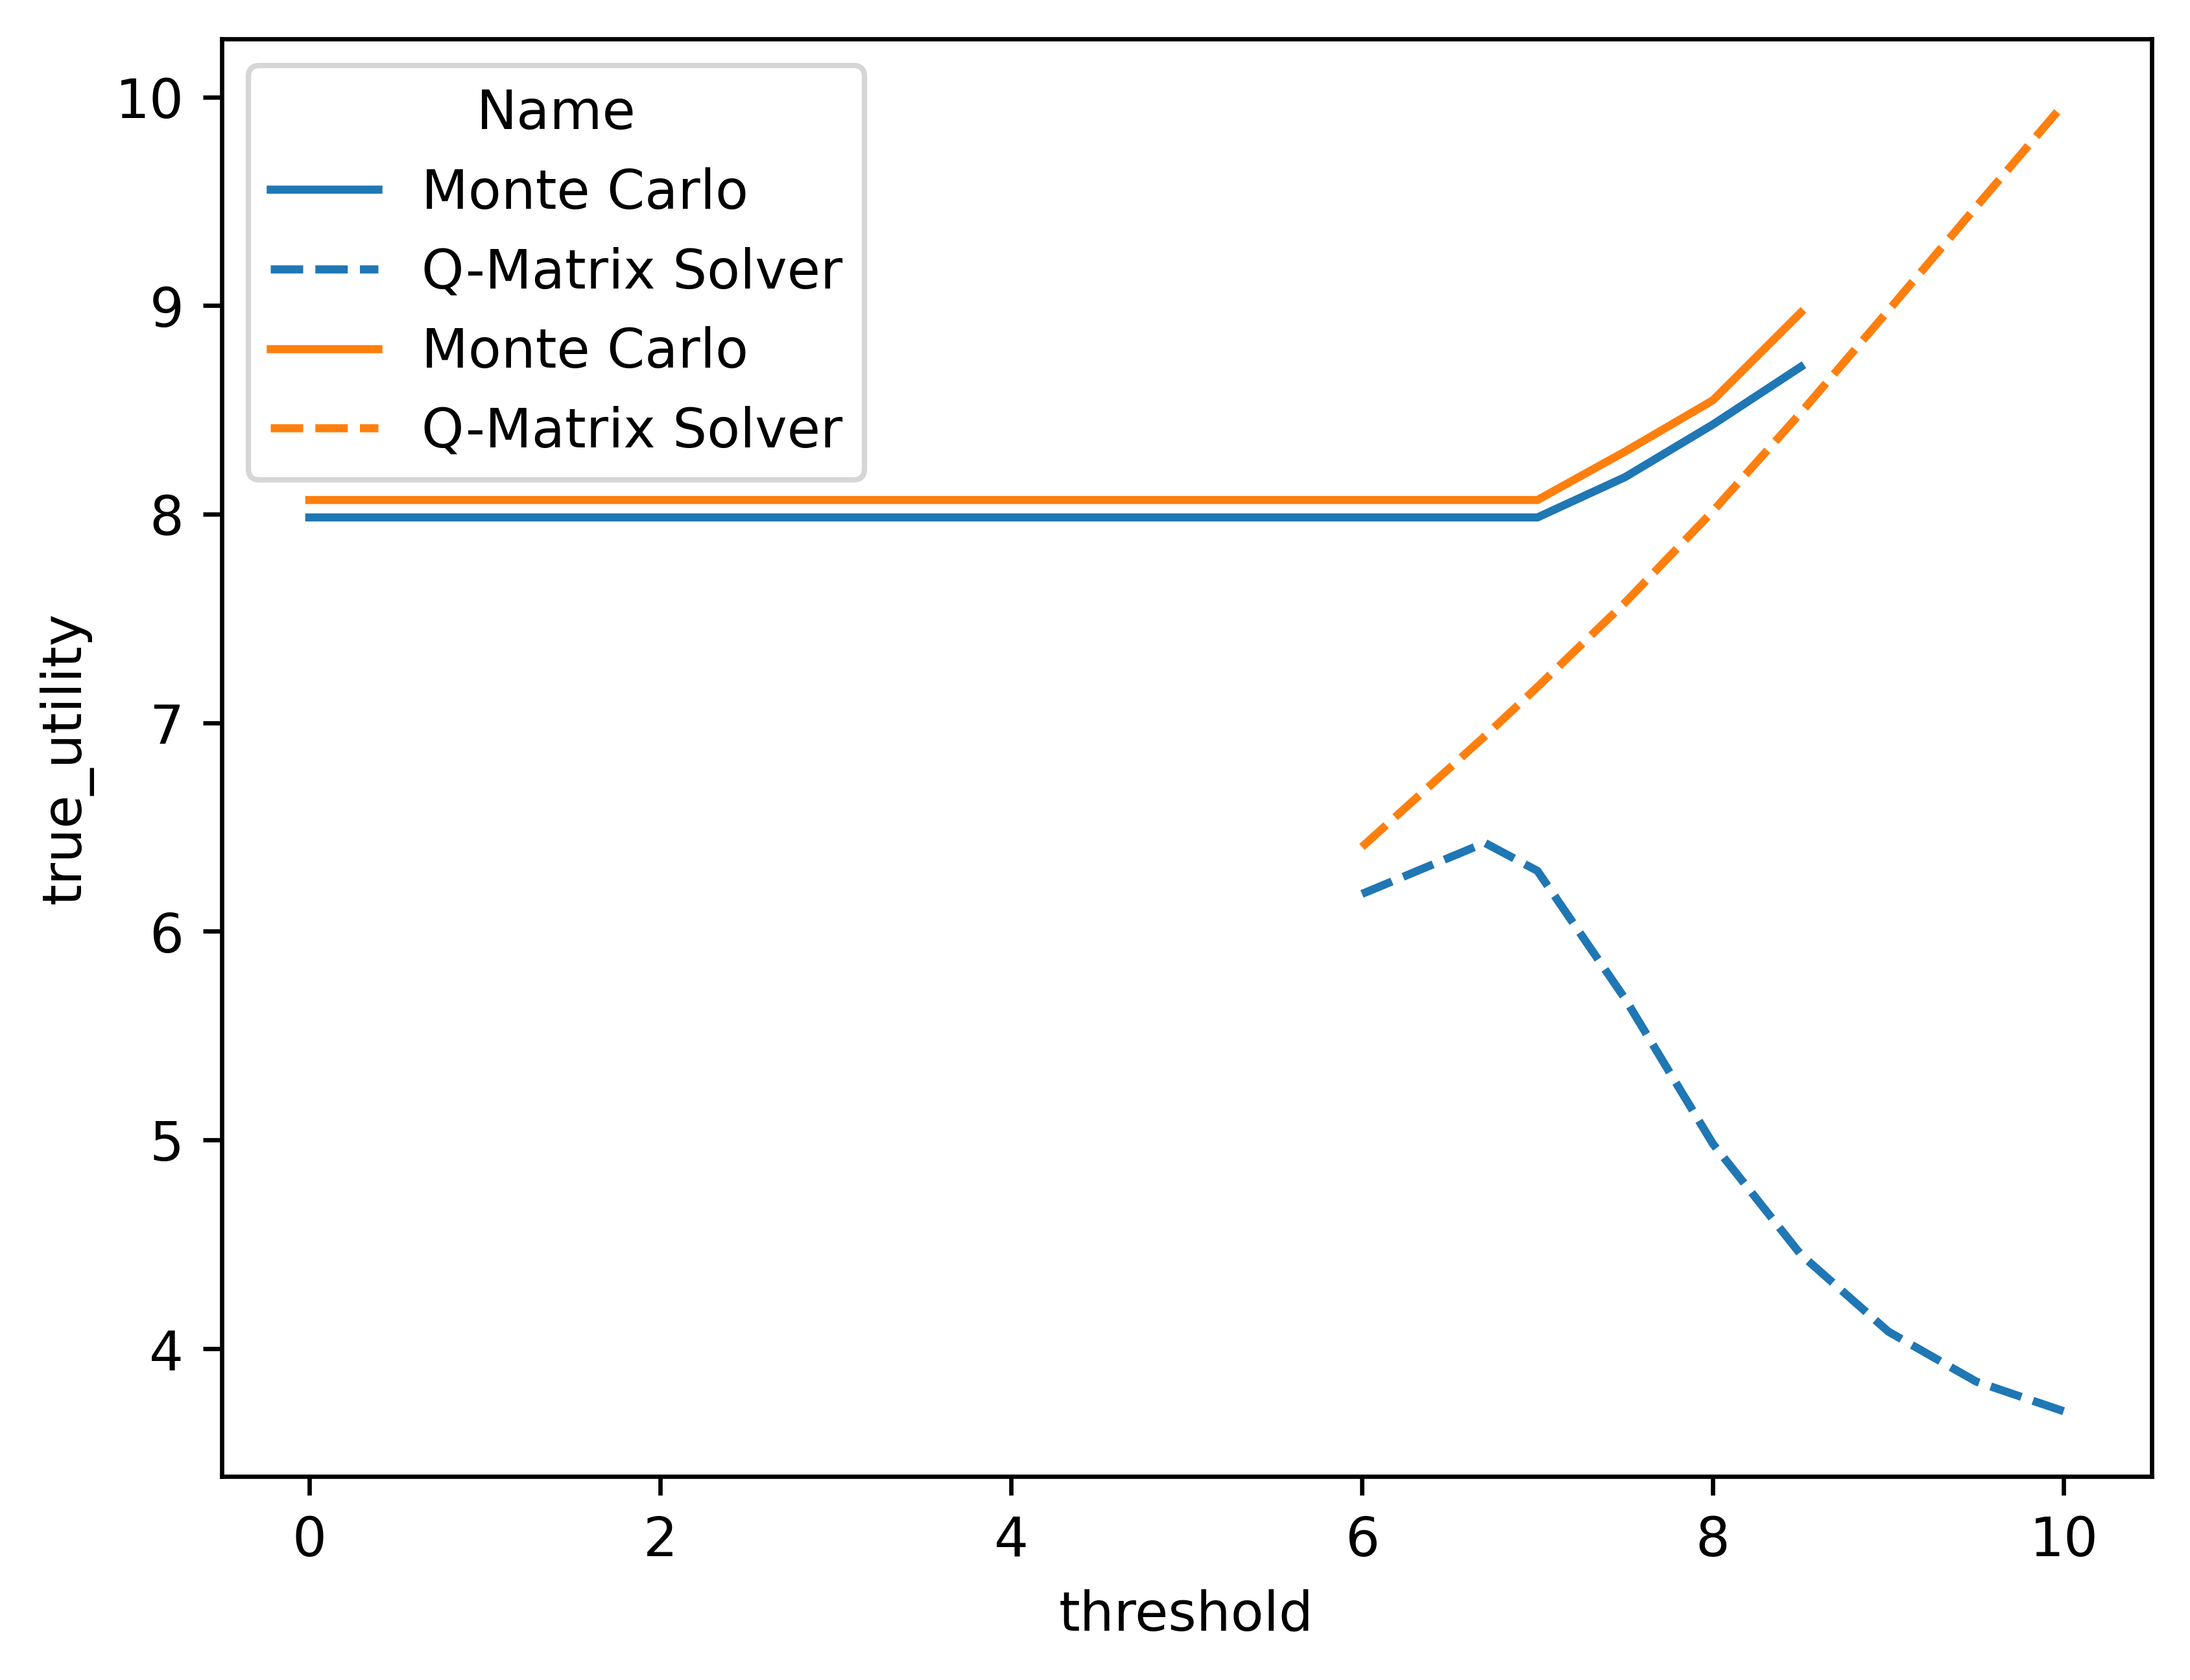 Name
Monte Carlo
Q-Matrix Solver
Monte Carlo
Q-Matrix Solver
10
9
8
7
6
5
4
true_utility
0 2 4 6 8 10
threshold